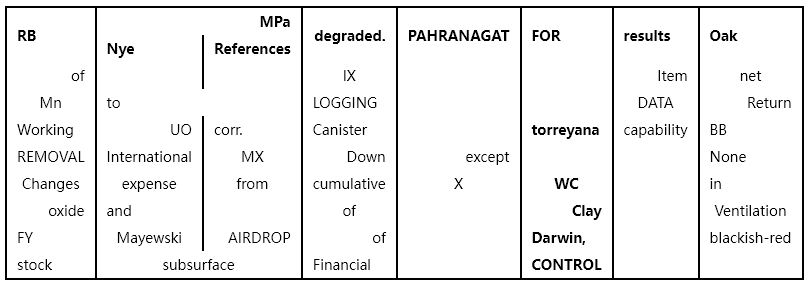 RB MPa degraded. PAHRANAGAT FOR results Oak
Nye References
of IX Item net
Mn to LOGGING DATA Return
Working UO corr. Canister torreyana capability BB
REMOVAL International MX Down except None
Changes expense from cumulative X WC in
oxide and of Clay Ventilation
FY Mayewski AIRDROP of Darwin, blackish-red
stock subsurface Financial CONTROL